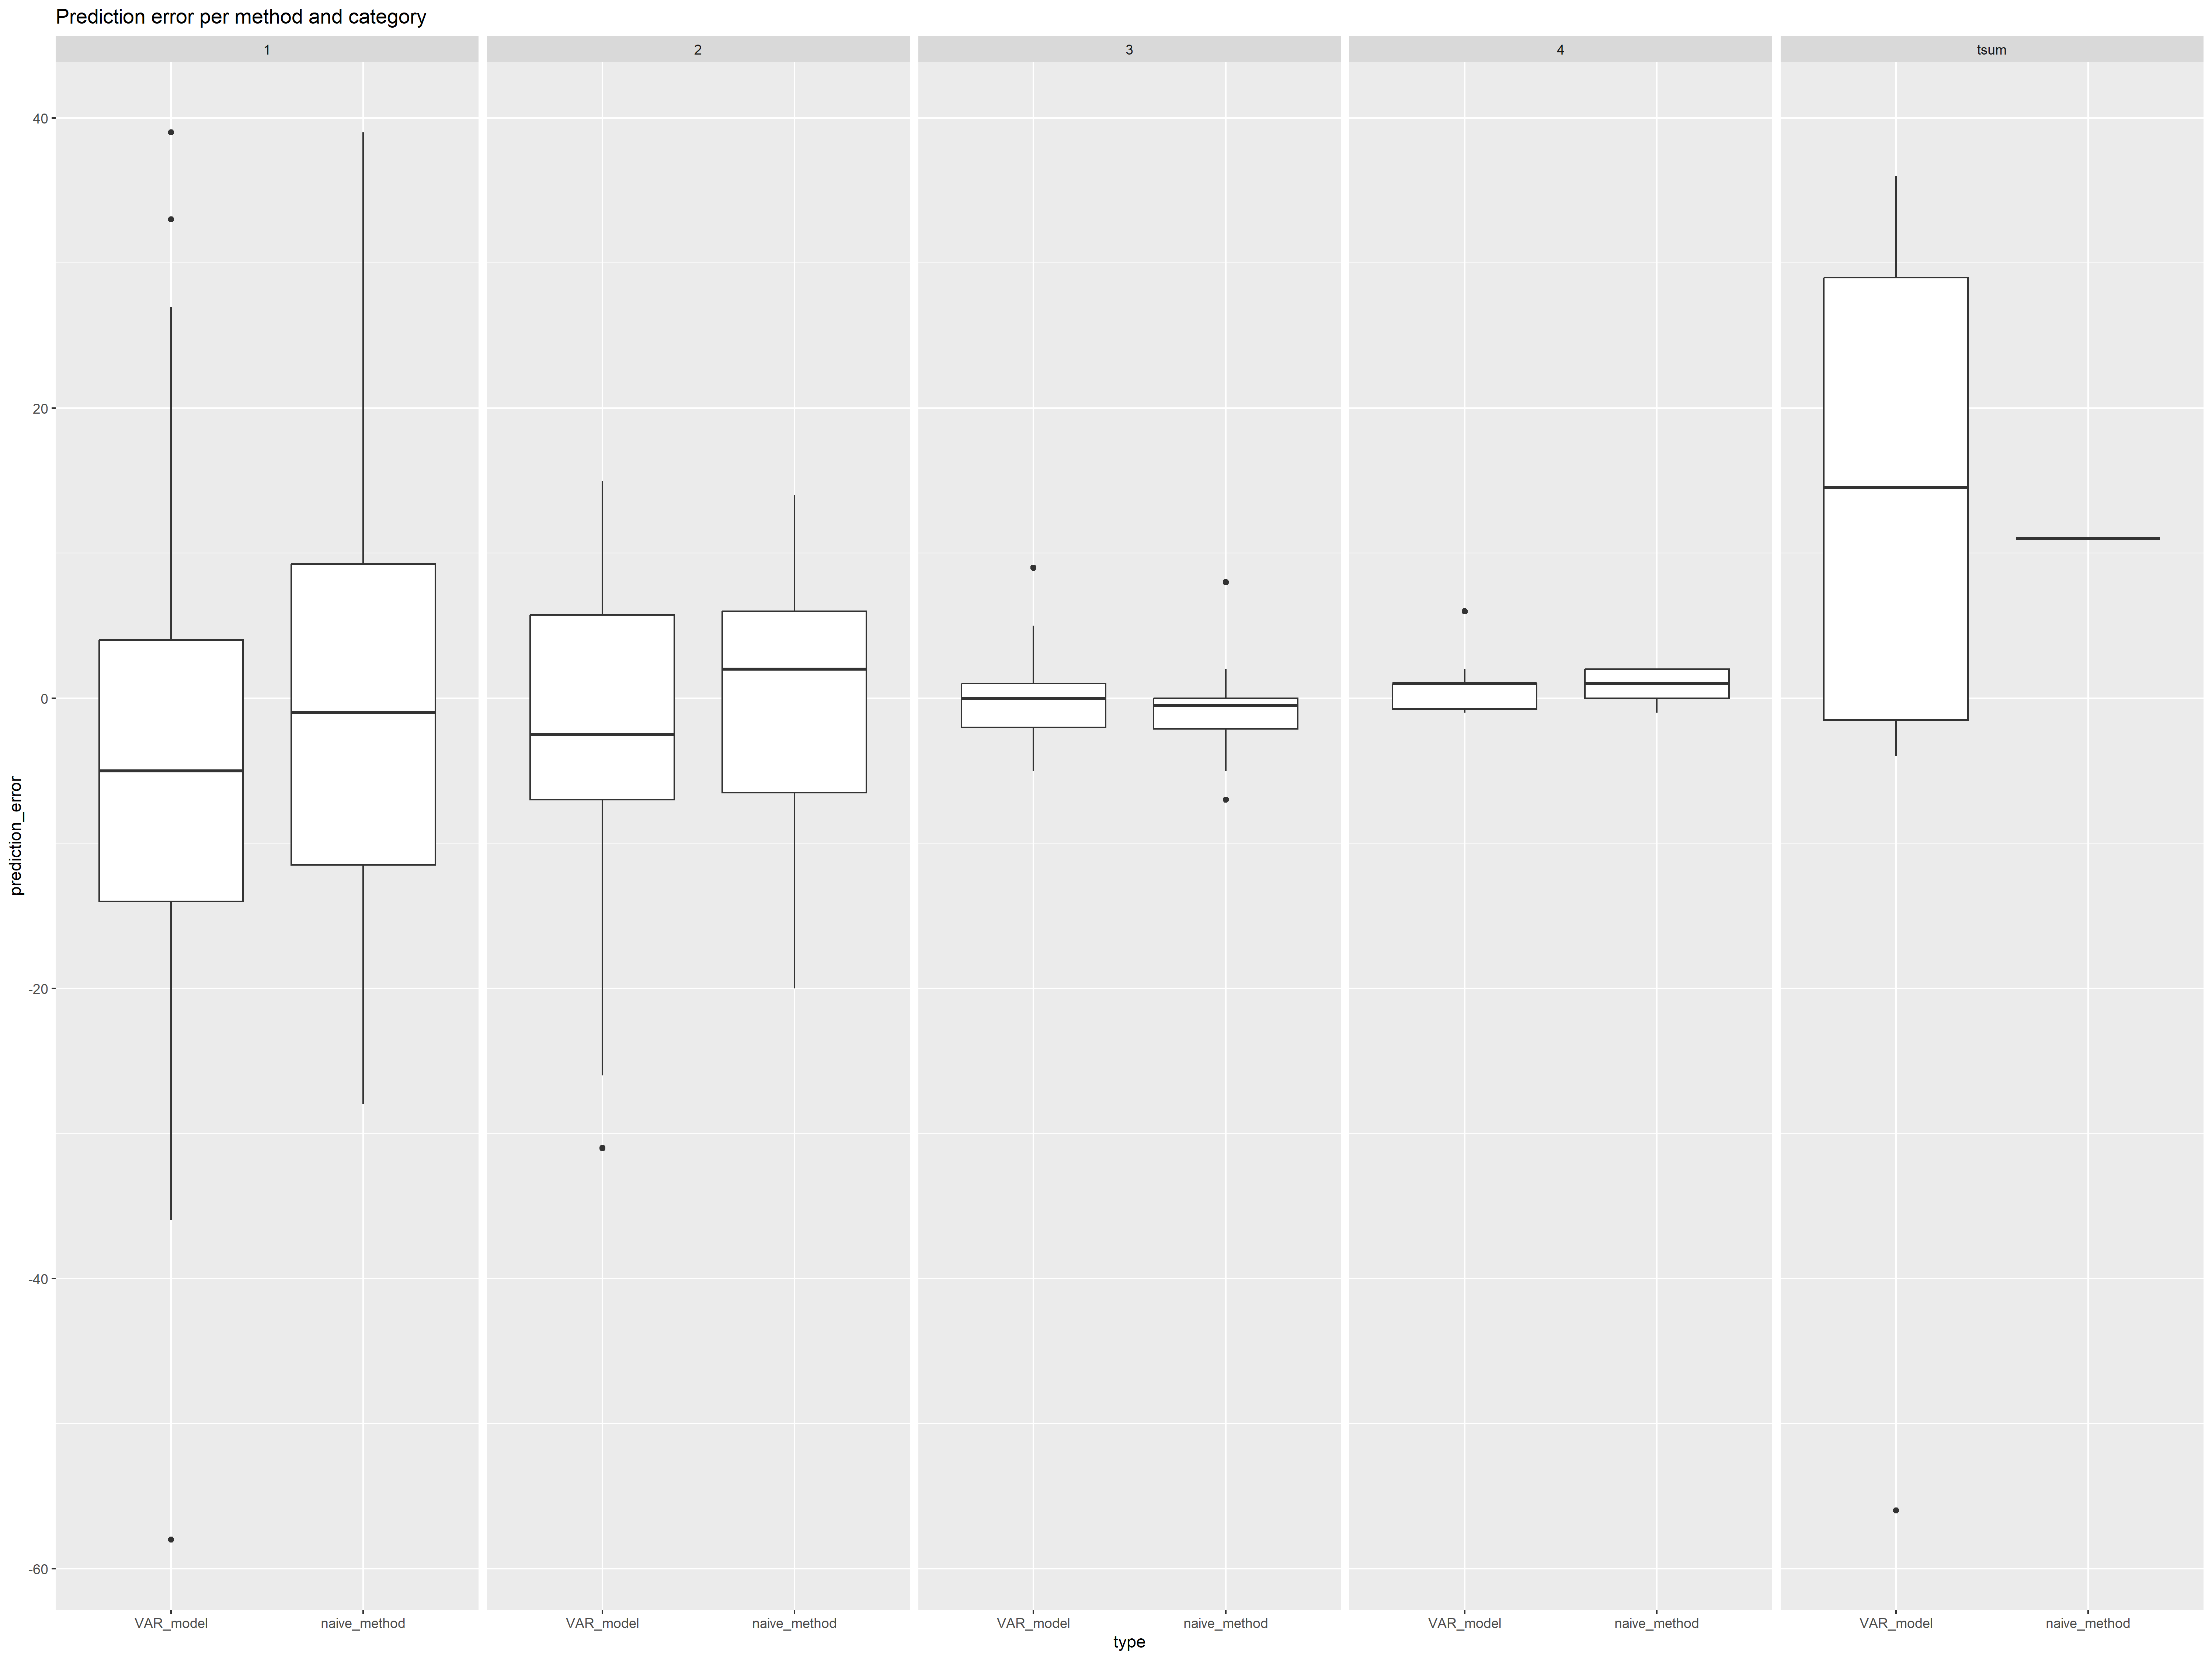 Prediction error per method and category
1 2 3 4 tsum
prediction_error
40
20
0
-20
-40
-60
VAR_model naive_method VAR_model naive_method VAR_model naive_method VAR_model naive_method VAR_model naive_method
type